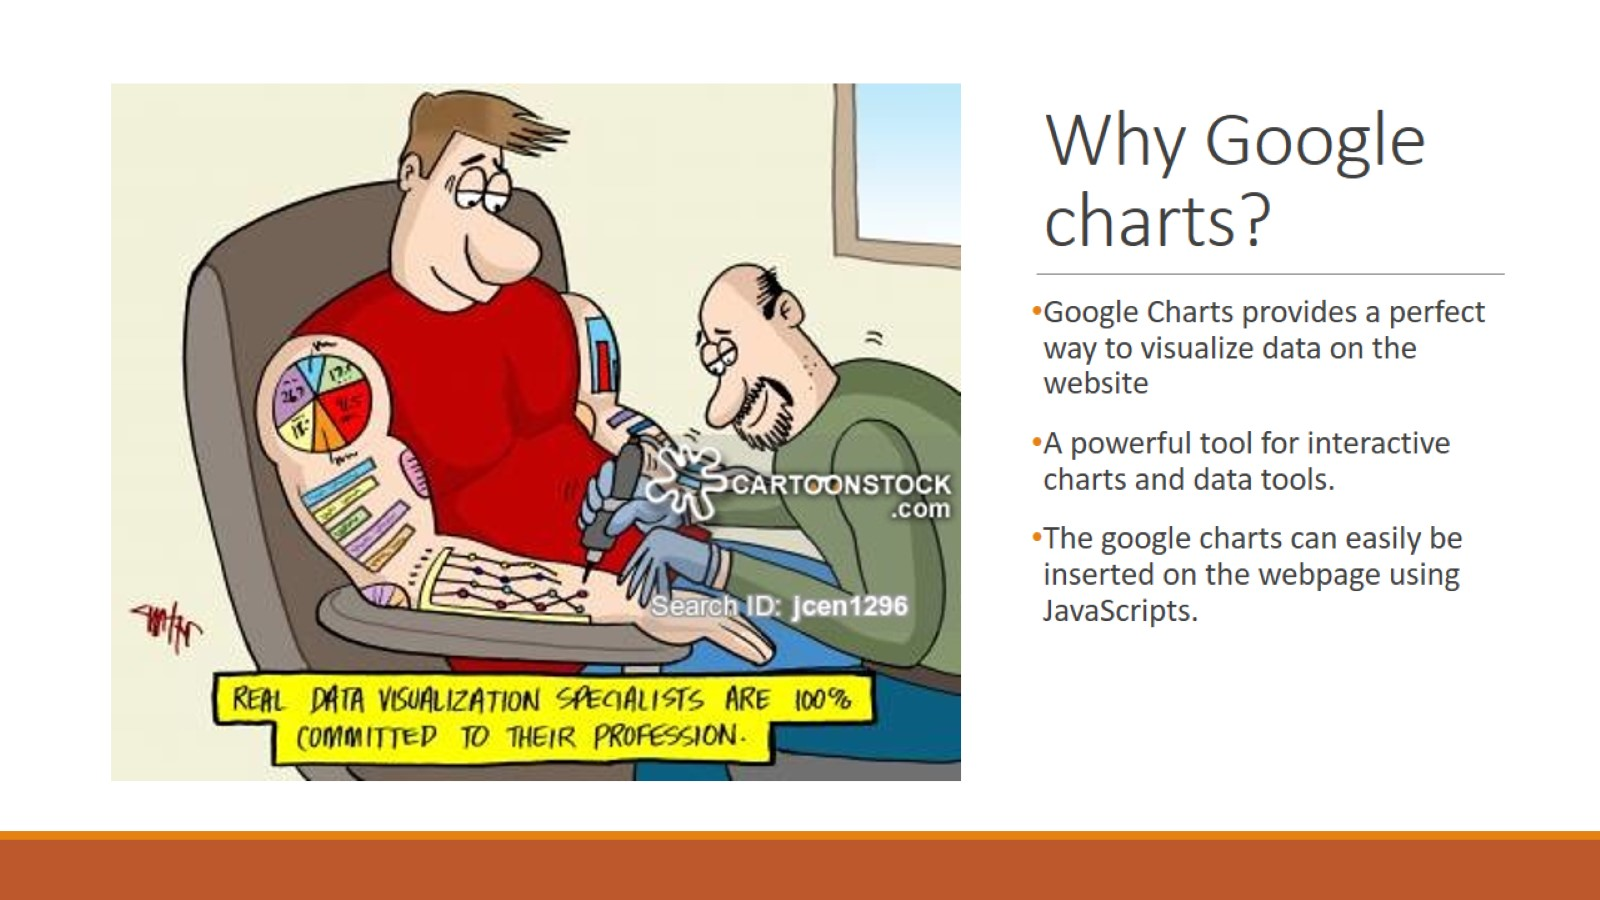 Why Google
charts?
•Google Charts provides a perfect
way to visualize data on the
website
•A powerful tool for interactive
charts and data tools.
•The google charts can easily be
inserted on the webpage using
JavaScripts.
CARTOONSTOCK
.com
Search ID: jcen1296
REAL DATA VISUALIZATION SPECIALISTS ARE 100%
COMMITTED TO THEIR PROFESSION.